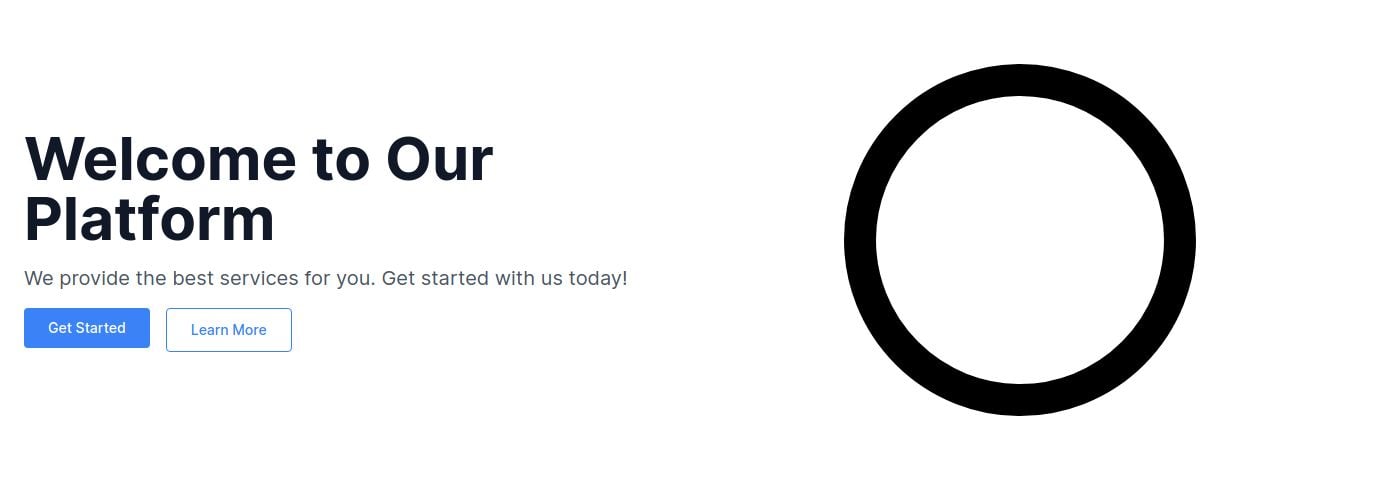 Welcome to Our
Platform
We provide the best services for you. Get started with us today!
Get Started
Learn More